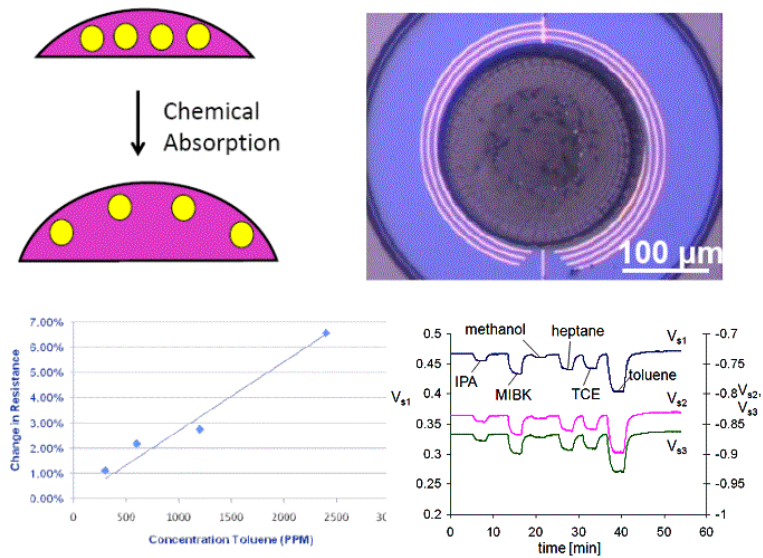 Chemical
Absorption
100 µm
7.00%
6.00%
5.00%
4.00%
3.00%
2.00%
1.00%
0.00%
Change in Resistance
0 500 1000 1500 2000 2500
Concentration Toluene (PPM)
0.5
0.45
0.4
0.35
0.3
0.25
0.2
Vs1
methanol
heptane
Vs1
IPA
MIBK
TCE
toluene
Vs2
Vs3
-0.7
-0.75
-0.8
-0.85
-0.9
-0.95
-1
Vs2,
Vs3
0 10 20 30 40 50 60
time [min]